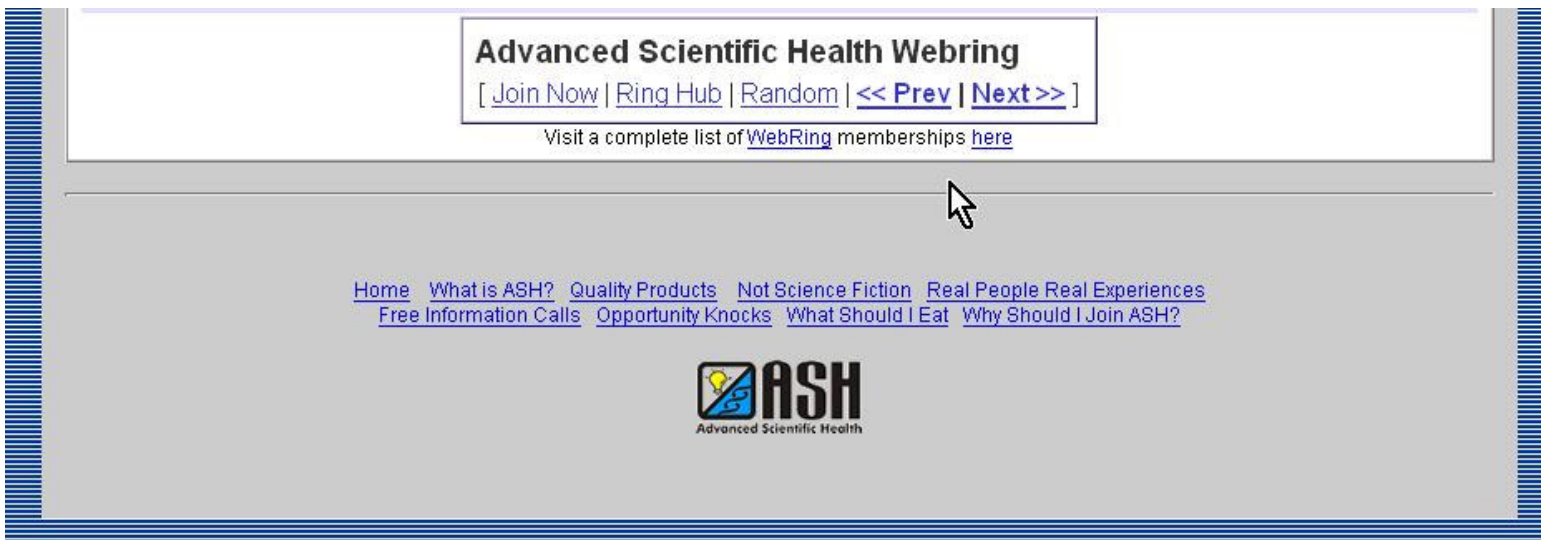 Advanced Scientific Health Webring
[ Join Now | Ring Hub | Random | << Prev | Next >> ]
Visit a complete list of WebRing memberships here
Home What is ASH? Quality Products Not Science Fiction Real People Real Experiences
Free Information Calls Opportunity Knocks What Should I Eat Why Should I Join ASH?
ASH
Advanced Scientific Health